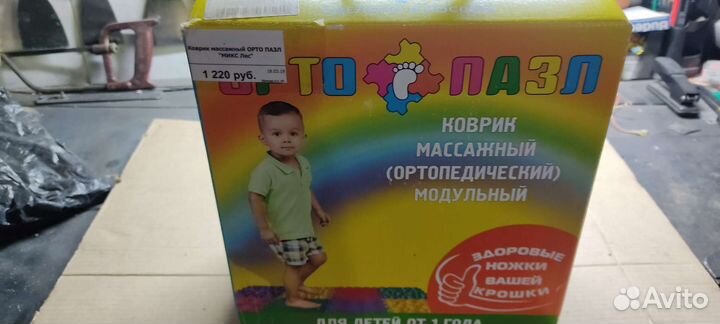 Коврик массажный ОРТО ПАЗЛ
"МИКС Лес"
1 220 руб.
ОРТО ПАЗЛ
КОВРИК
МАССАЖНЫЙ
(ОРТОПЕДИЧЕСКИЙ)
МОДУЛЬНЫЙ
ЗДОРОВЫЕ
НОЖКИ
ВАШЕЙ
КРОШКИ
ДЛЯ ДЕТЕЙ ОТ 1 ГОДА
Avito